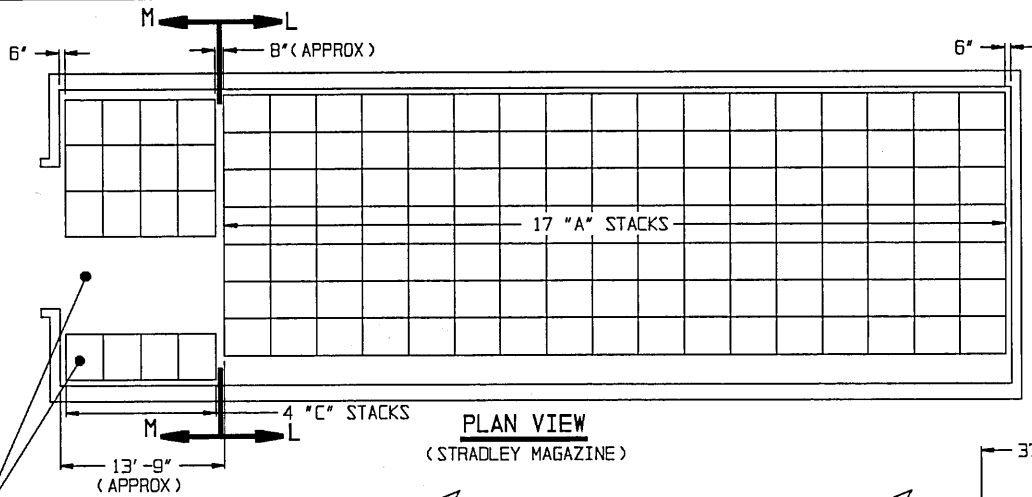 M L
6" 8"(APPROX) 6"
17 "A" STACKS
4 "C" STACKS
M L
PLAN VIEW
(STRADLEY MAGAZINE)
13'-9"
(APPROX)